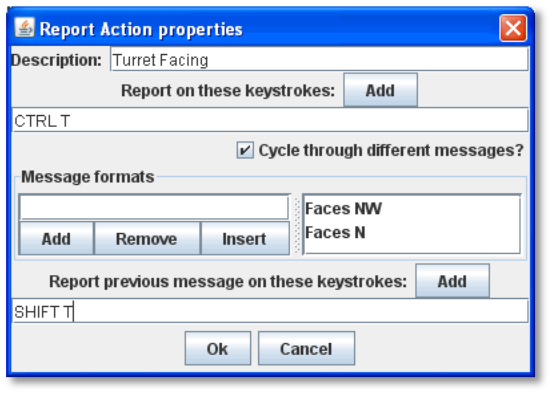 Report Action properties
Description: Turret Facing
Report on these keystrokes: Add
CTRL T
Cycle through different messages?
Message formats
Faces NW
Faces N
Add Remove Insert
Report previous message on these keystrokes: Add
SHIFT T
Ok Cancel